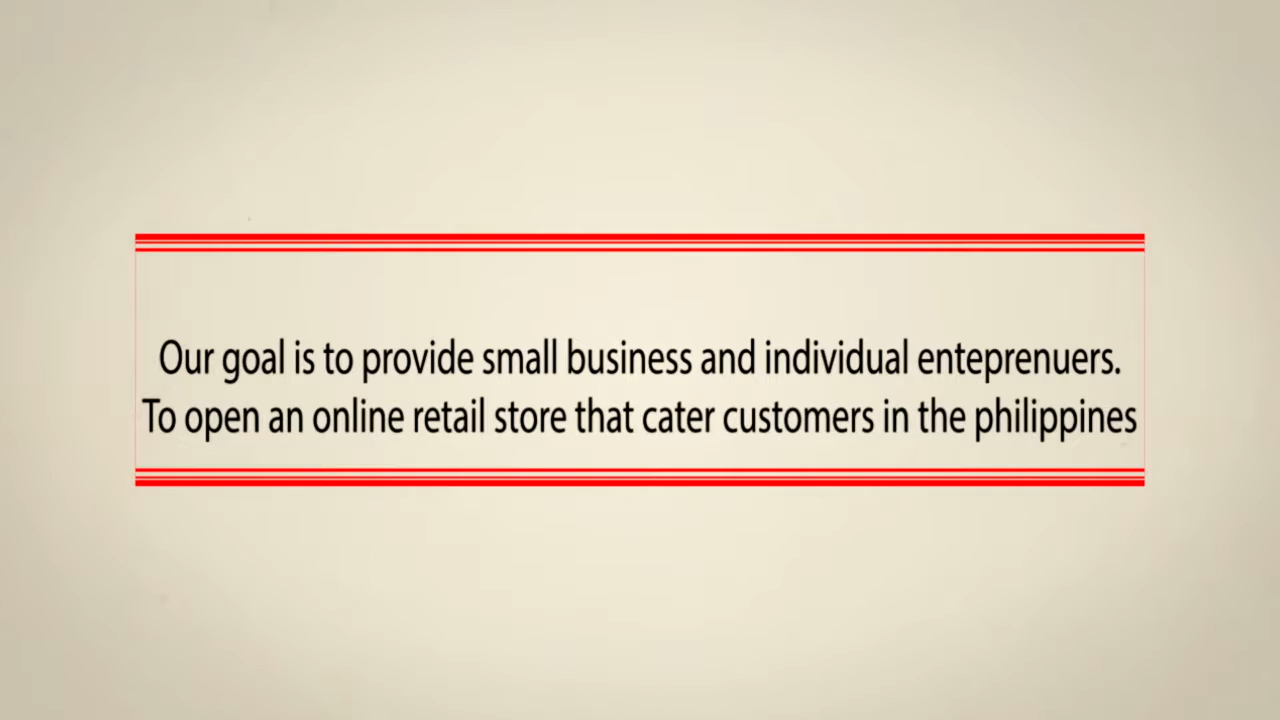 Our goal is to provide small business and individual enteprenuers.
To open an online retail store that cater customers in the philippines